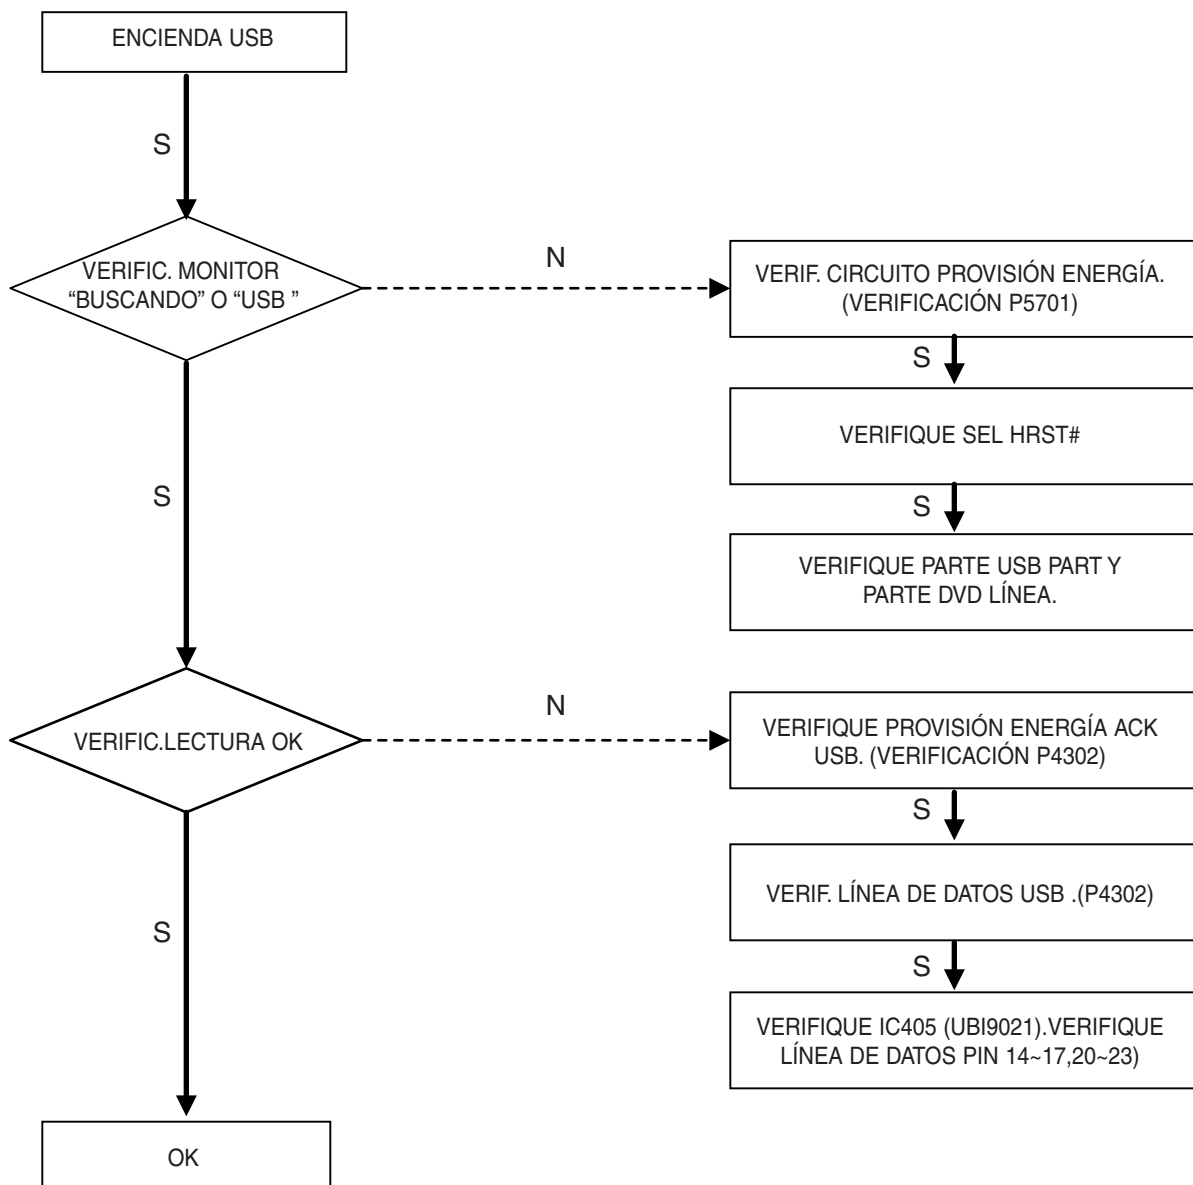 ENCIENDA USB
S
VERIFIC. MONITOR
“BUSCANDO” O “USB ”
N
VERIF. CIRCUITO PROVISIÓN ENERGÍA.
(VERIFICACIÓN P5701)
S
VERIFIQUE SEL HRST#
S
S
VERIFIQUE PARTE USB PART Y
PARTE DVD LÍNEA.
VERIFIC.LECTURA OK
N
VERIFIQUE PROVISIÓN ENERGÍA ACK
USB. (VERIFICACIÓN P4302)
S
VERIF. LÍNEA DE DATOS USB .(P4302)
S
S
VERIFIQUE IC405 (UBI9021).VERIFIQUE
LÍNEA DE DATOS PIN 14~17,20~23)
OK